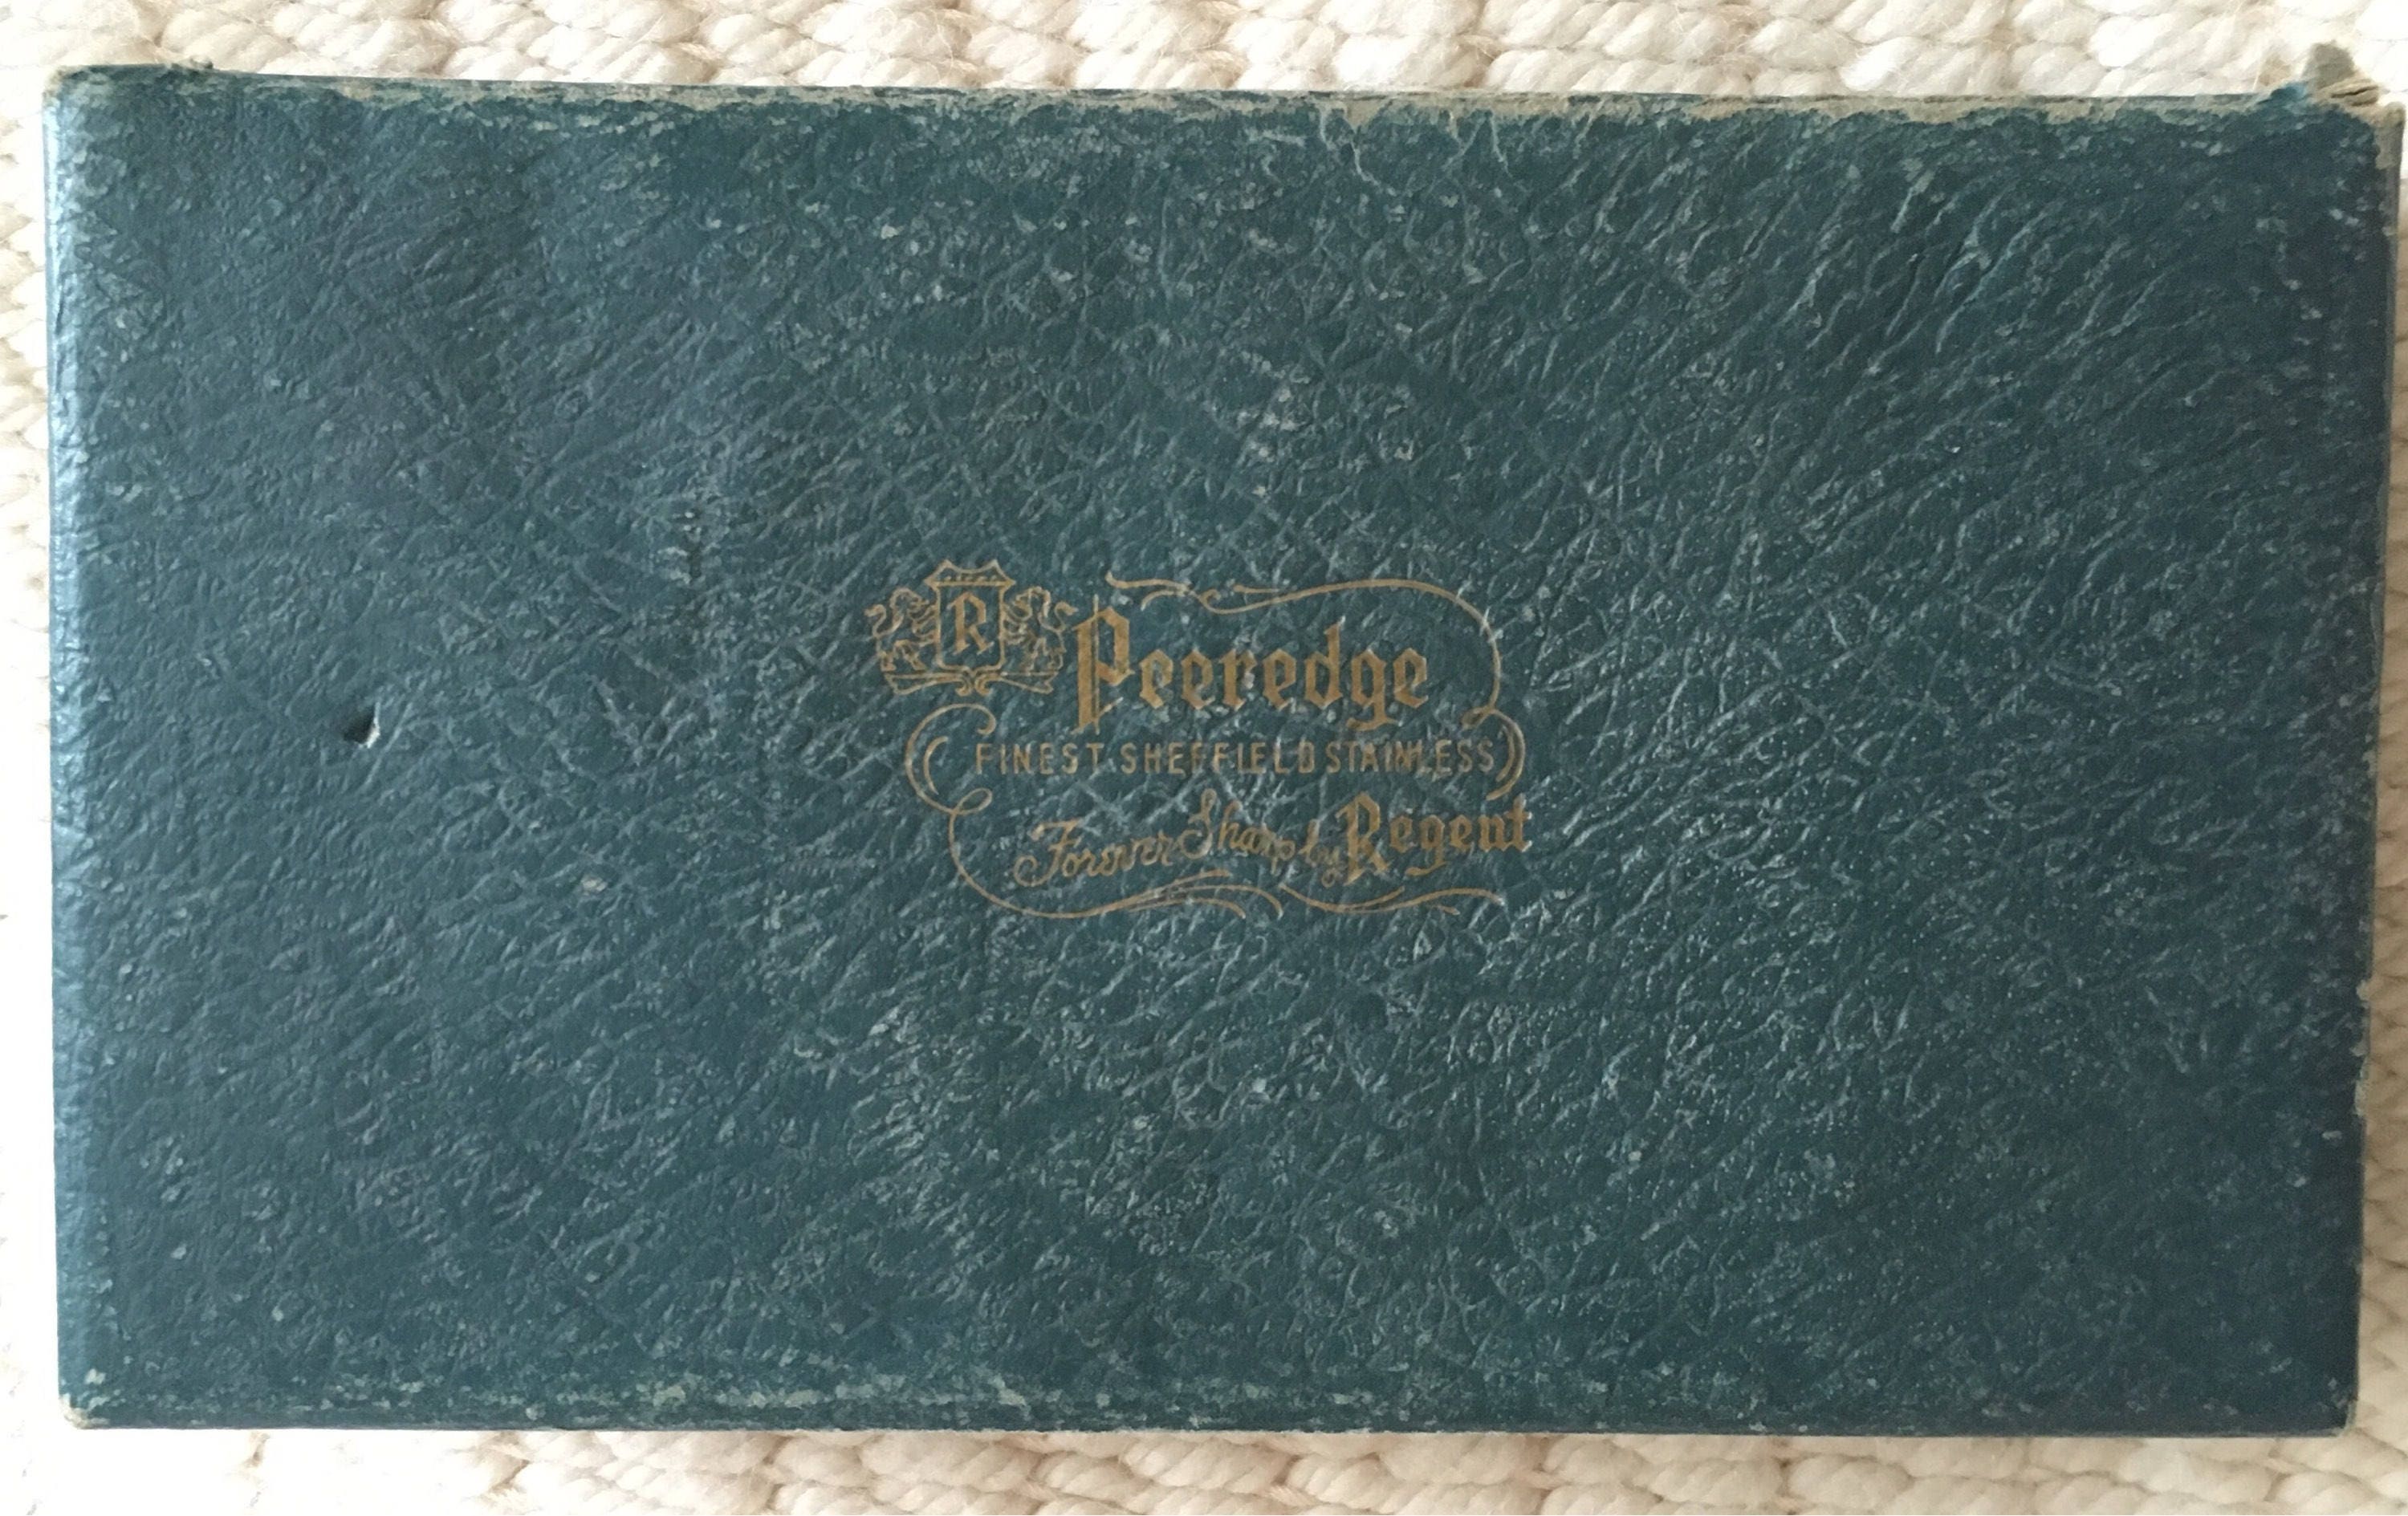 R
Peeredge
FINEST SHEFFIELD STAINLESS
Forever Sharp by Regent